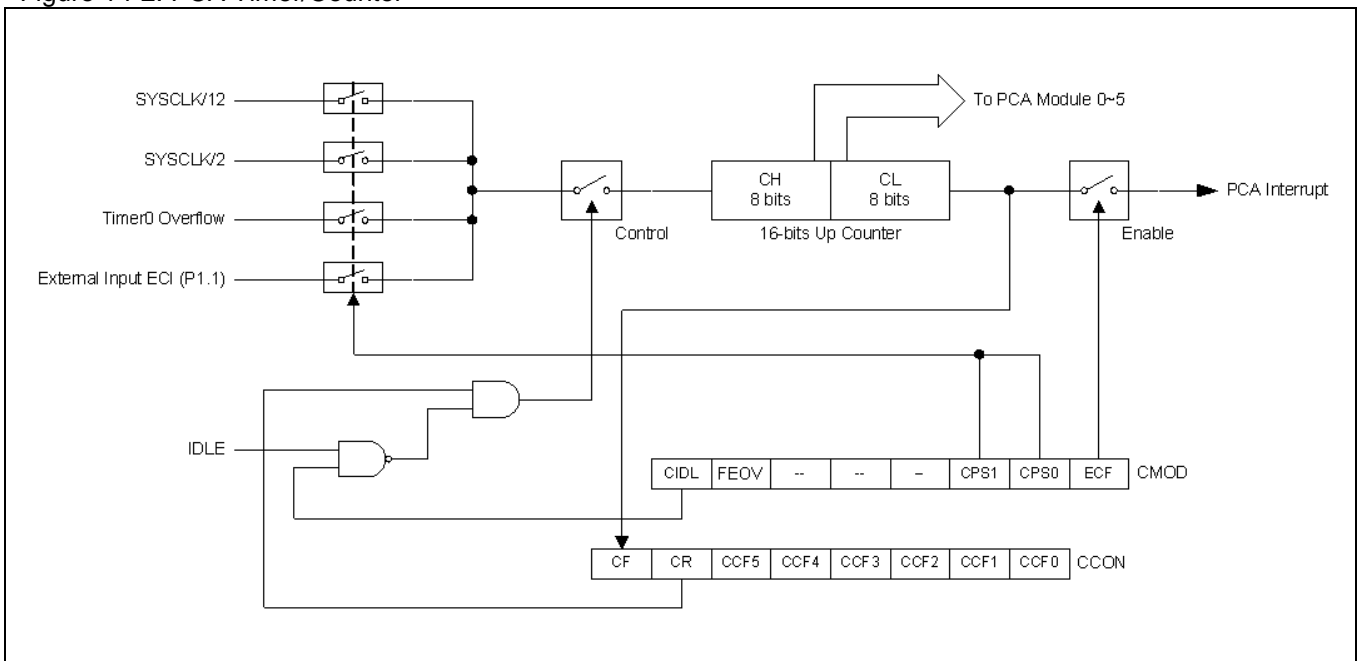 SYSCLK/12
To PCA Module 0~5
SYSCLK/2
CH
8 bits
CL
8 bits
PCA Interrupt
Timer0 Overflow
Control
16-bits Up Counter
Enable
External Input ECI (P1.1)
IDLE
CIDL FEOV -- -- – CPS1 CPS0 ECF CMOD
CF CR CCF5 CCF4 CCF3 CCF2 CCF1 CCF0 CCON